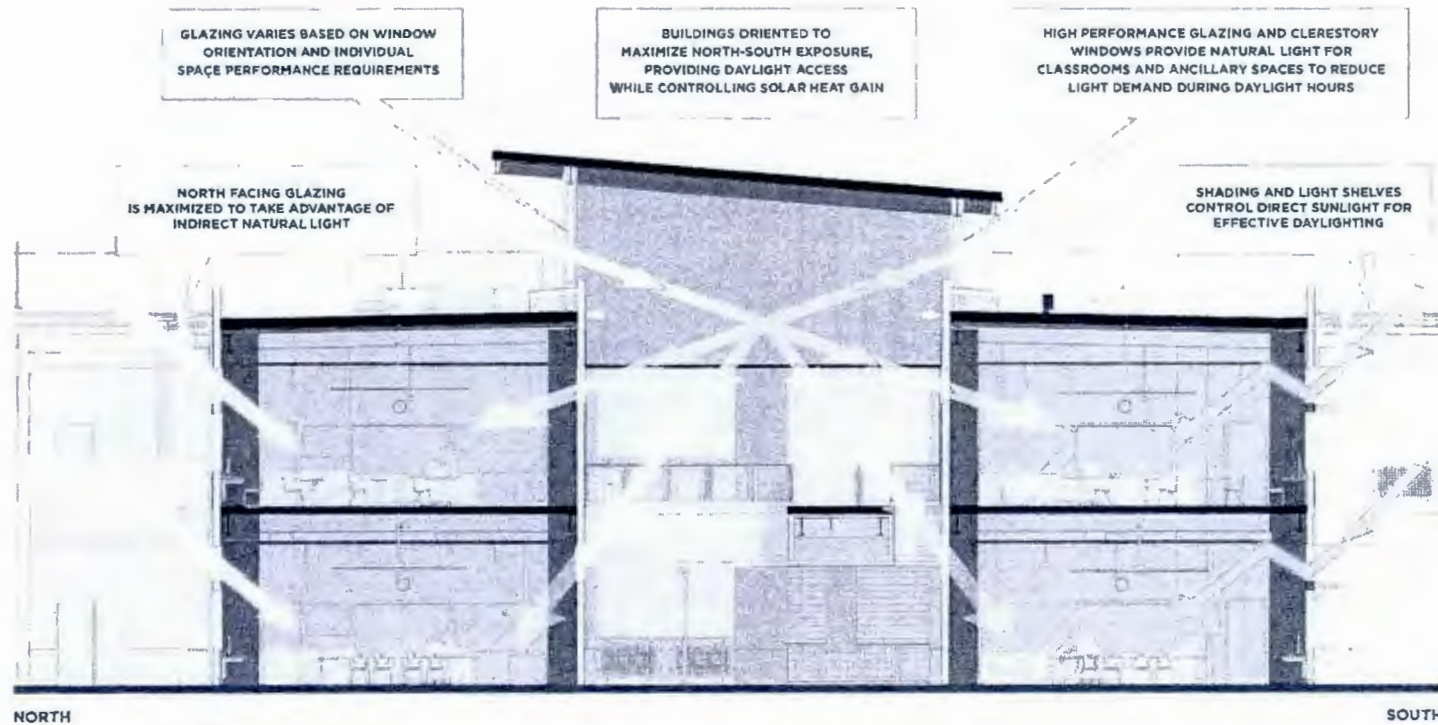 GLAZING VARIES BASED ON WINDOW
ORIENTATION AND INDIVIDUAL
SPACE PERFORMANCE REQUIREMENTS
BUILDINGS ORIENTED TO
MAXIMIZE NORTH-SOUTH EXPOSURE,
PROVIDING DAYLIGHT ACCESS
WHILE CONTROLLING SOLAR HEAT GAIN
HIGH PERFORMANCE GLAZING AND CLERESTORY
WINDOWS PROVIDE NATURAL LIGHT FOR
CLASSROOMS AND ANCILLARY SPACES TO REDUCE
LIGHT DEMAND DURING DAYLIGHT HOURS
NORTH FACING GLAZING
IS MAXIMIZED TO TAKE ADVANTAGE OF
INDIRECT NATURAL LIGHT
SHADING AND LIGHT SHELVES
CONTROL DIRECT SUNLIGHT FOR
EFFECTIVE DAYLIGHTING
NORTH
SOUTH